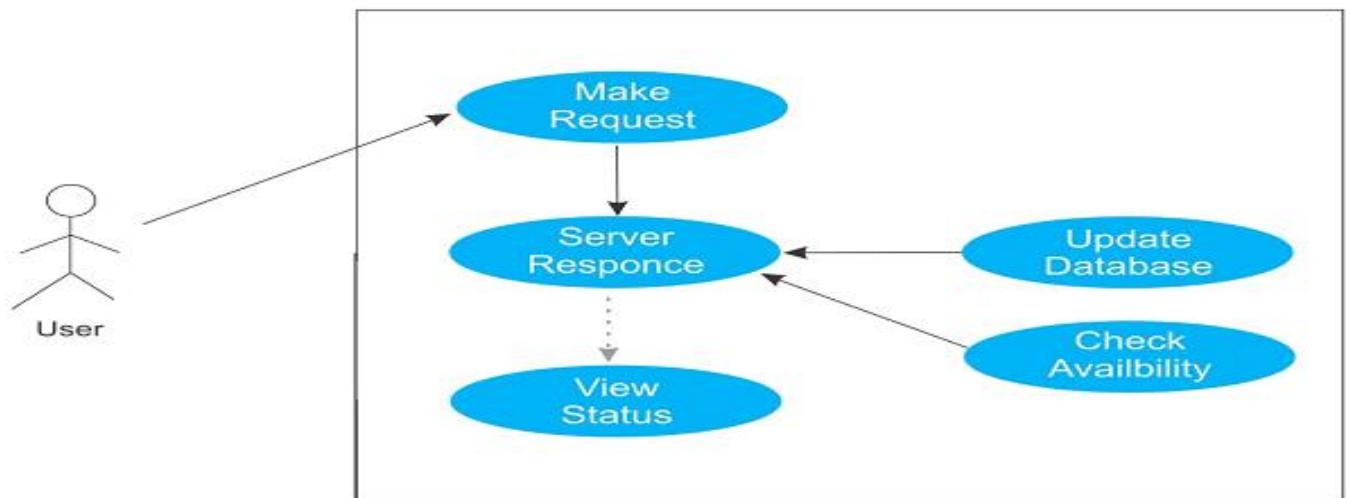 Make
Request
Server
Responce
Update
Database
User
Check
Availbility
View
Status